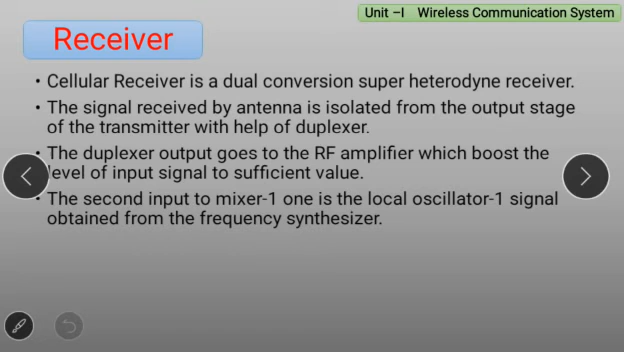 Unit –I Wireless Communication System
Receiver
• Cellular Receiver is a dual conversion super heterodyne receiver.
• The signal received by antenna is isolated from the output stage
of the transmitter with help of duplexer.
• The duplexer output goes to the RF amplifier which boost the
level of input signal to sufficient value.
• The second input to mixer-1 one is the local oscillator-1 signal
obtained from the frequency synthesizer.